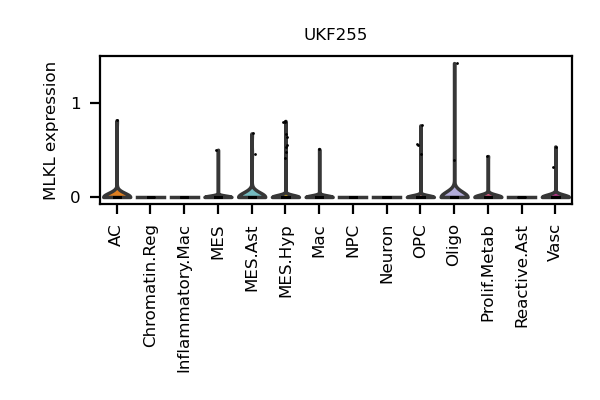 UKF255
MLKL expression
1
0
AC
Chromatin.Reg
Inflammatory.Mac
MES
MES.Ast
MES.Hyp
Mac
NPC
Neuron
OPC
Oligo
Prolif.Metab
Reactive.Ast
Vasc